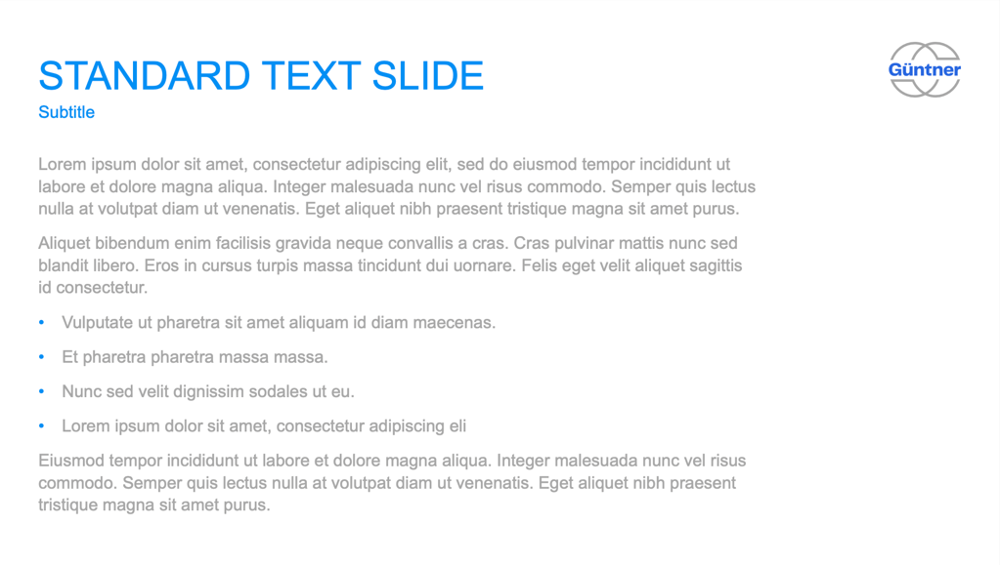 STANDARD TEXT SLIDE
Güntner
Subtitle
Lorem ipsum dolor sit amet, consectetur adipiscing elit, sed do eiusmod tempor incididunt ut
labore et dolore magna aliqua. Integer malesuada nunc vel risus commodo. Semper quis lectus
nulla at volutpat diam ut venenatis. Eget aliquet nibh praesent tristique magna sit amet purus.
Aliquet bibendum enim facilisis gravida neque convallis a cras. Cras pulvinar mattis nunc sed
blandit libero. Eros in cursus turpis massa tincidunt dui uornare. Felis eget velit aliquet sagittis
id consectetur.
• Vulputate ut pharetra sit amet aliquam id diam maecenas.
• Et pharetra pharetra massa massa.
• Nunc sed velit dignissim sodales ut eu.
• Lorem ipsum dolor sit amet, consectetur adipiscing eli
Eiusmod tempor incididunt ut labore et dolore magna aliqua. Integer malesuada nunc vel risus
commodo. Semper quis lectus nulla at volutpat diam ut venenatis. Eget aliquet nibh praesent
tristique magna sit amet purus.